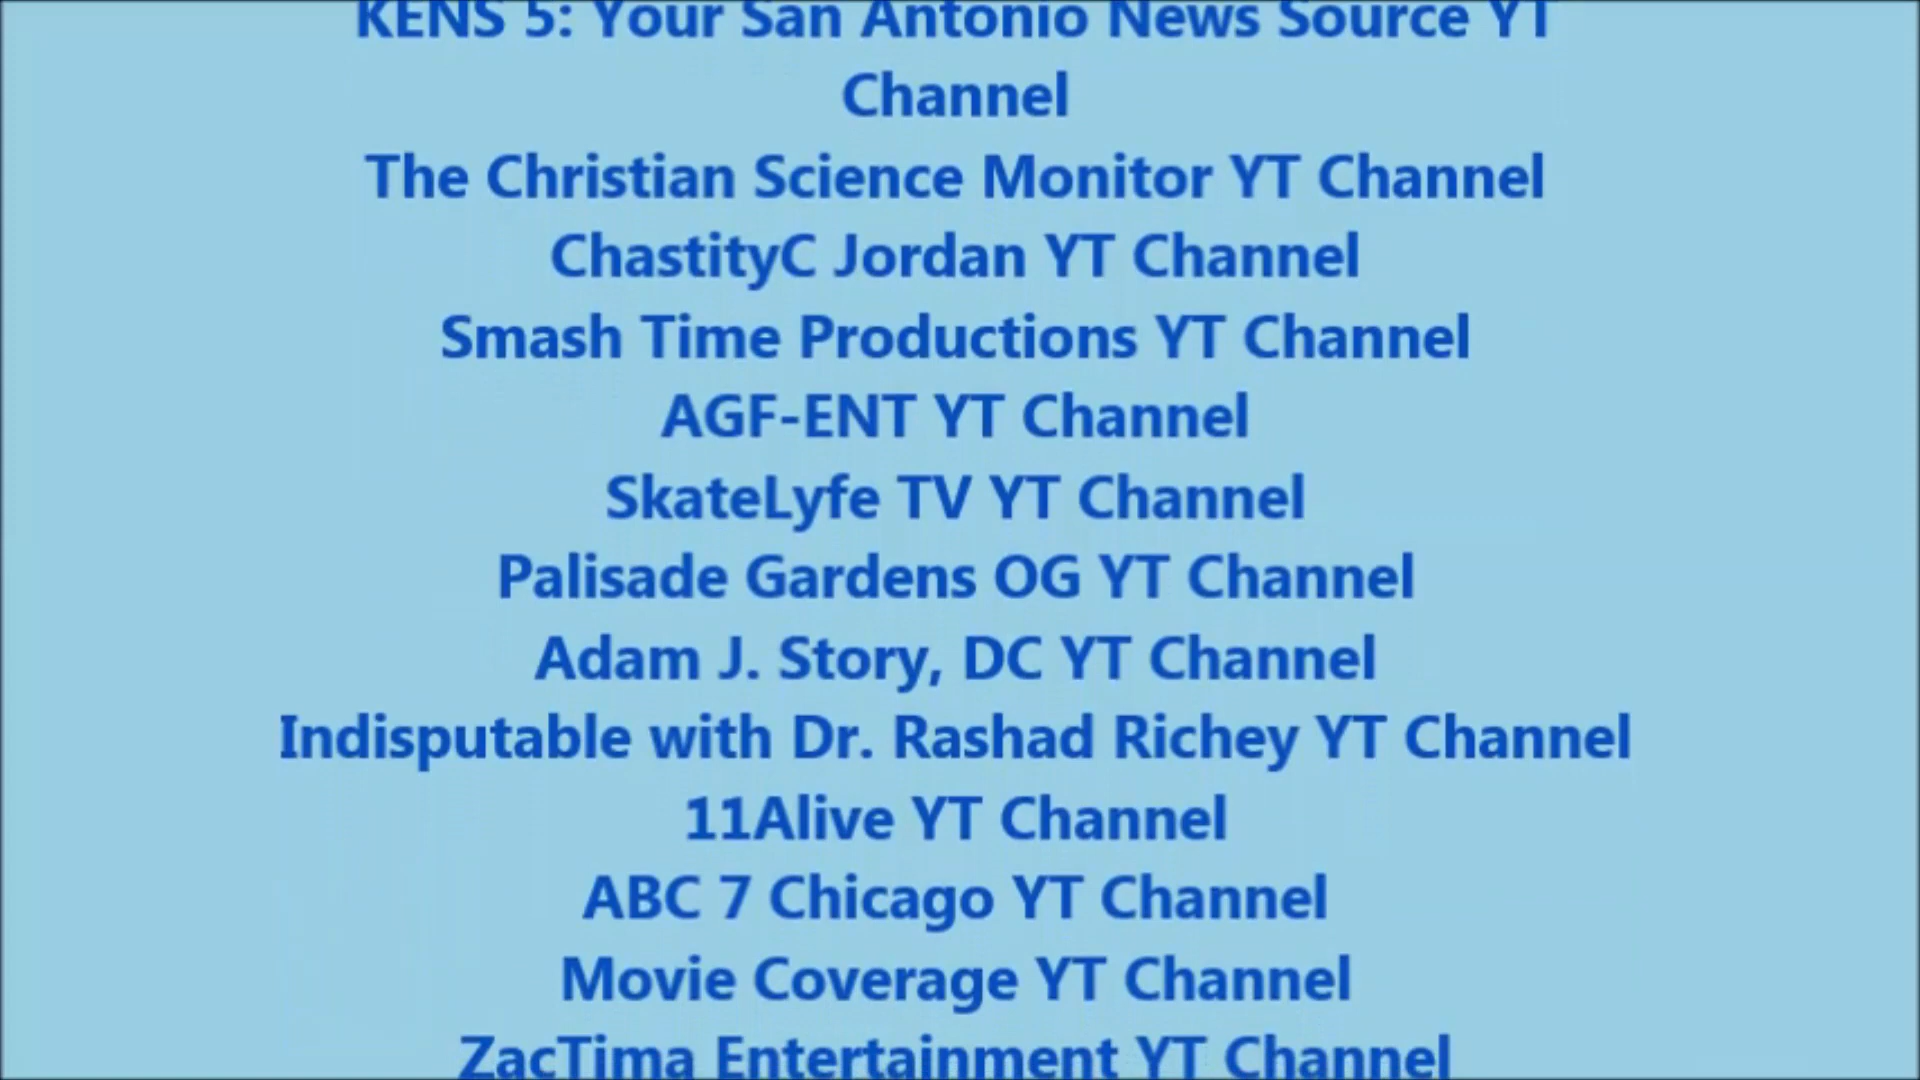 KENS 5: Your San Antonio News Source YT
Channel
The Christian Science Monitor YT Channel
ChastityC Jordan YT Channel
Smash Time Productions YT Channel
AGF-ENT YT Channel
SkateLyfe TV YT Channel
Palisade Gardens OG YT Channel
Adam J. Story, DC YT Channel
Indisputable with Dr. Rashad Richey YT Channel
11Alive YT Channel
ABC 7 Chicago YT Channel
Movie Coverage YT Channel
ZacTima Entertainment YT Channel